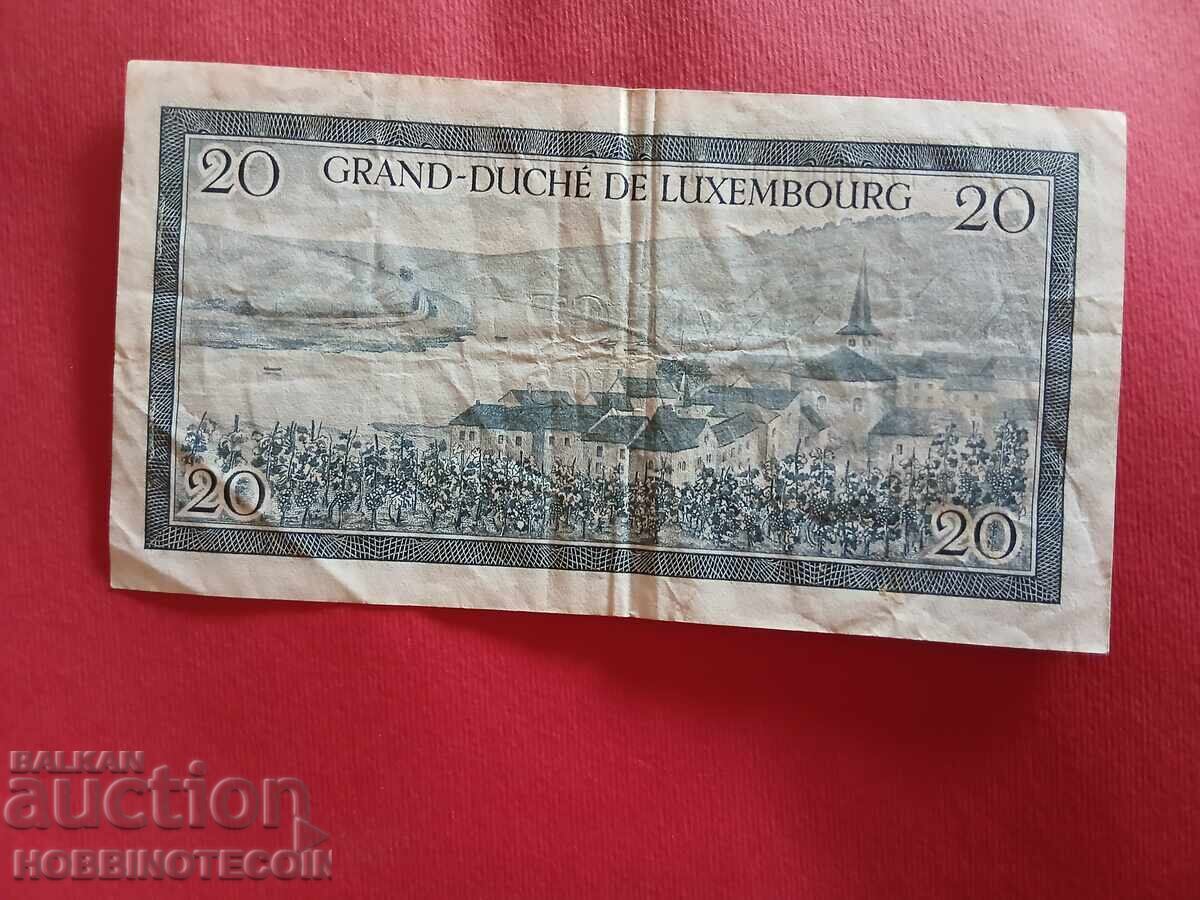 20 GRAND-DUCHÉ DE LUXEMBOURG 20
20 20
BALKAN
auction
HOBBINOTECOIN